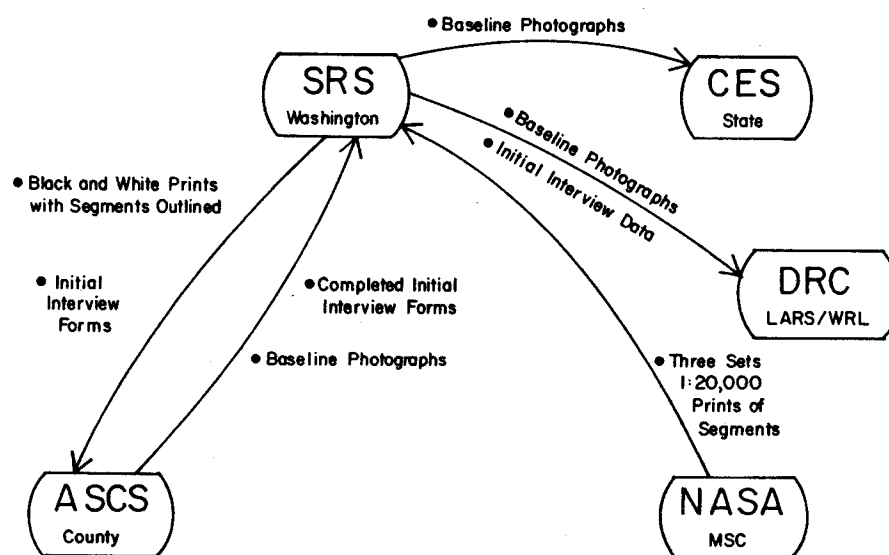 • Baseline Photographs
SRS
Washington
CES
State
• Baseline Photographs
• Initial Interview Data
• Black and White Prints
with Segments Outlined
• Initial
Interview
Forms
• Completed Initial
Interview Forms
• Baseline Photographs
DRC
LARS/WRL
• Three Sets
1:20,000
Prints of
Segments
ASCS
County
NASA
MSC